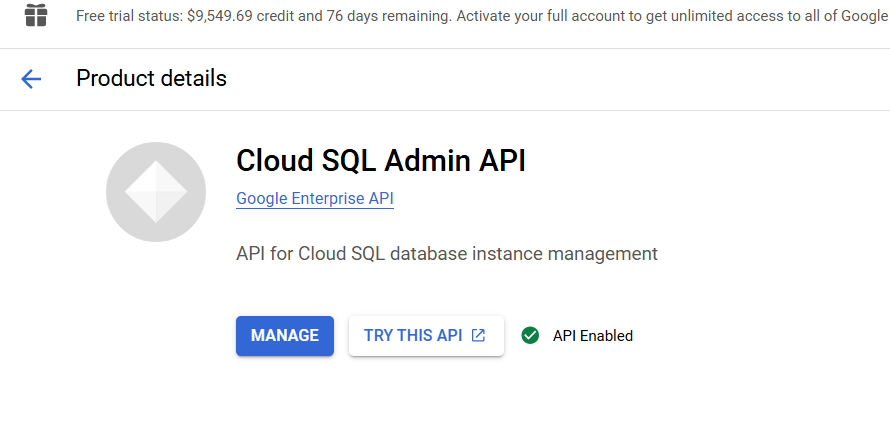 Free trial status: $9,549.69 credit and 76 days remaining. Activate your full account to get unlimited access to all of Google
Product details
Cloud SQL Admin API
Google Enterprise API
API for Cloud SQL database instance management
MANAGE TRY THIS API API Enabled